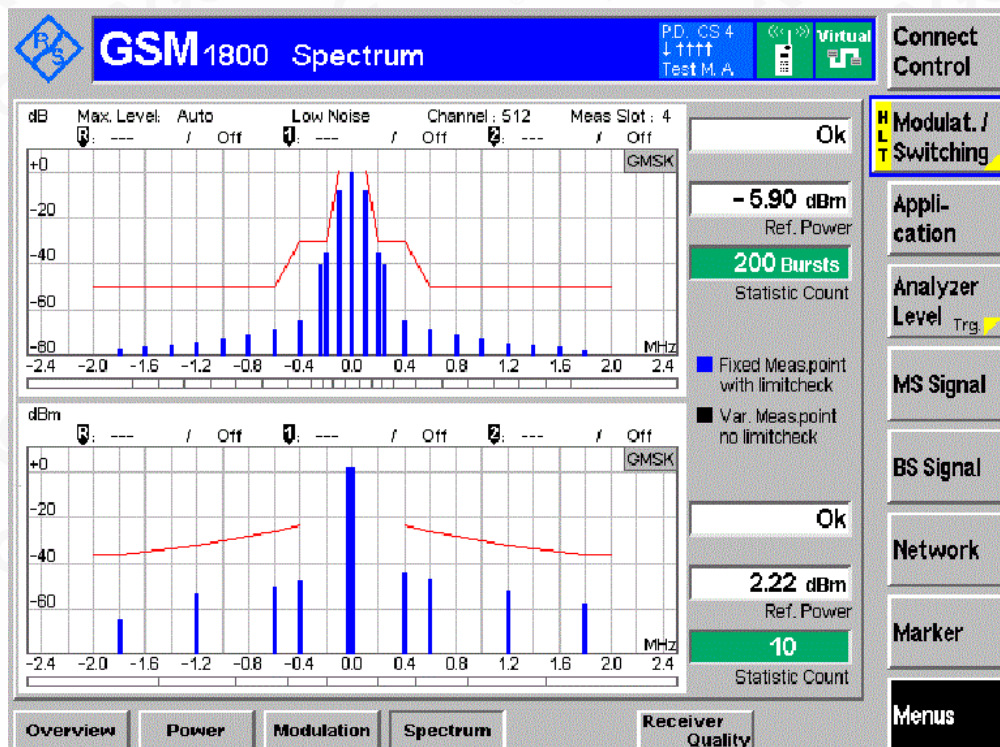 R/S
GSM 1800 Spectrum
P.D. CS 4
↓ ↑↑↑↑
Test M. A.
Virtual
Connect
Control
dB Max. Level: Auto Low Noise Channel : 512 Meas Slot : 4
R: --- / Off 1: --- / Off 2: --- / Off
GMSK
+0
-20
-40
-60
-80
MHz
-2.4 -2.0 -1.6 -1.2 -0.8 -0.4 0.0 0.4 0.8 1.2 1.6 2.0 2.4
Ok
- 5.90 dBm
Ref. Power
200 Bursts
Statistic Count
Fixed Meas.point
with limitcheck
Var. Meas.point
no limitcheck
dBm
R: --- / Off 1: --- / Off 2: --- / Off
GMSK
+0
-20
-40
-60
MHz
-2.4 -2.0 -1.6 -1.2 -0.8 -0.4 0.0 0.4 0.8 1.2 1.6 2.0 2.4
Ok
2.22 dBm
Ref. Power
10
Statistic Count
HLT
Modulat. /
Switching
Appli-
cation
Analyzer
Level Trg.
MS Signal
BS Signal
Network
Marker
Menus
Overview Power Modulation Spectrum Receiver
Quality